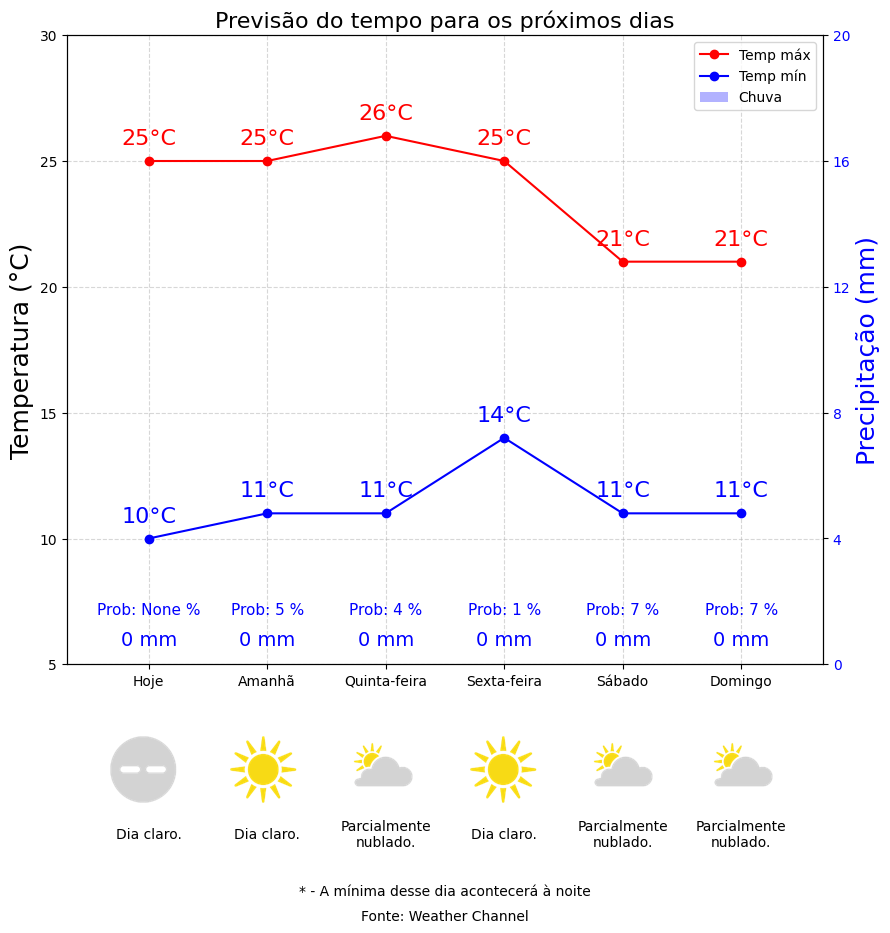 Previsão do tempo para os próximos dias
30
25
20
15
10
5
Temperatura (°C)
20
16
12
8
4
0
Precipitação (mm)
Temp máx
Temp mín
Chuva
25°C 25°C 26°C 25°C 21°C 21°C
10°C 11°C 11°C 14°C 11°C 11°C
Prob: None % Prob: 5 % Prob: 4 % Prob: 1 % Prob: 7 % Prob: 7 %
0 mm 0 mm 0 mm 0 mm 0 mm 0 mm
Hoje Amanhã Quinta-feira Sexta-feira Sábado Domingo
Dia claro.
Dia claro.
Parcialmente
nublado.
Dia claro.
Parcialmente
nublado.
Parcialmente
nublado.
* - A mínima desse dia acontecerá à noite
Fonte: Weather Channel